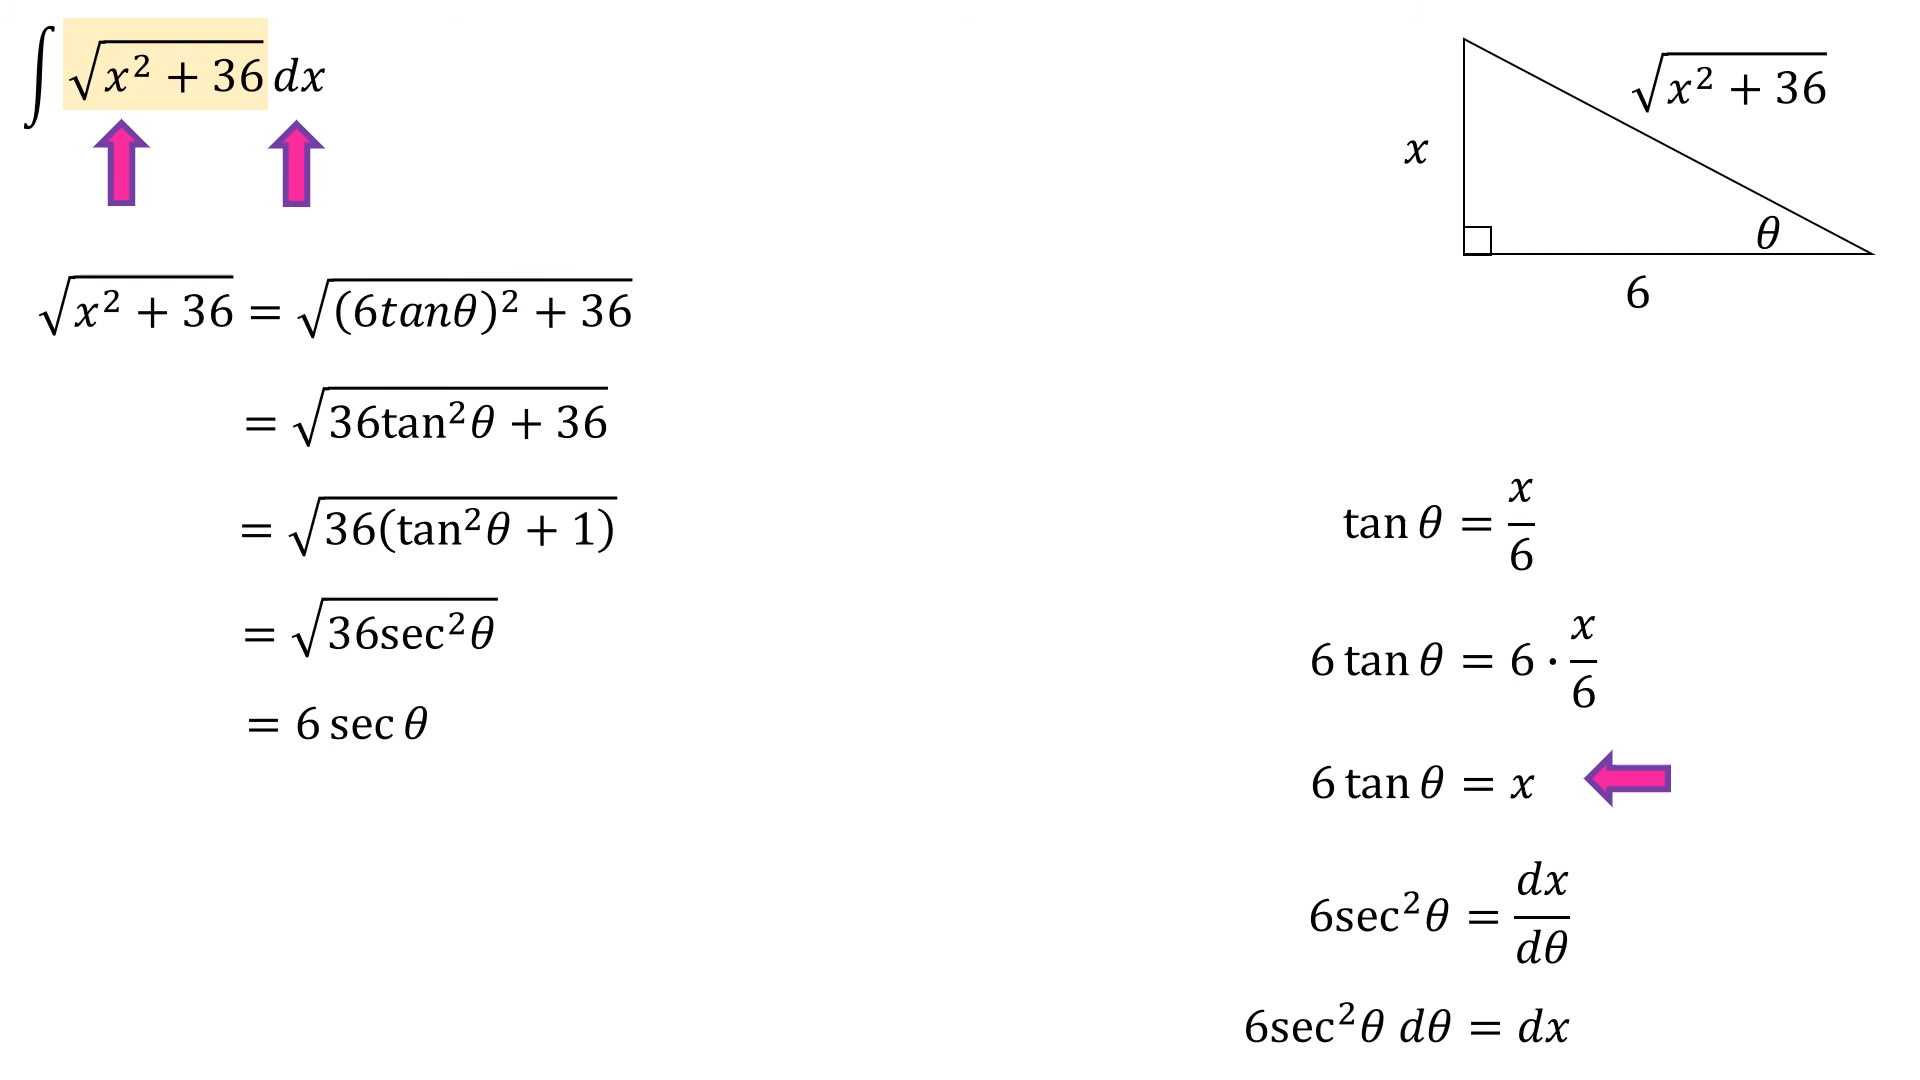 ∫ √(x² + 36) dx
√(x² + 36) = √((6tanθ)² + 36)
= √(36tan²θ + 36)
= √(36(tan²θ + 1))
= √(36sec²θ)
= 6 sec θ
√(x² + 36)
x
θ
6
tan θ = x/6
6 tan θ = 6 · x/6
6 tan θ = x
6sec²θ = dx/dθ
6sec²θ dθ = dx